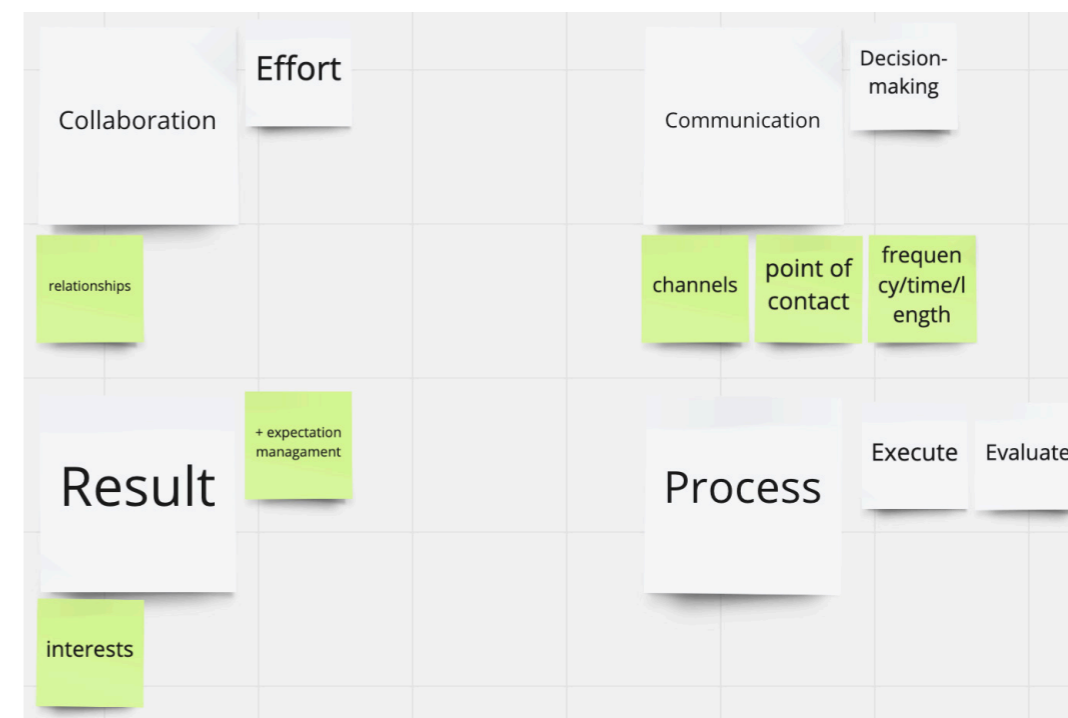 Collaboration
Effort
relationships
Communication
Decision-
making
channels
point of
contact
frequen
cy/time/l
ength
Result
+ expectation
managament
interests
Process
Execute
Evaluate